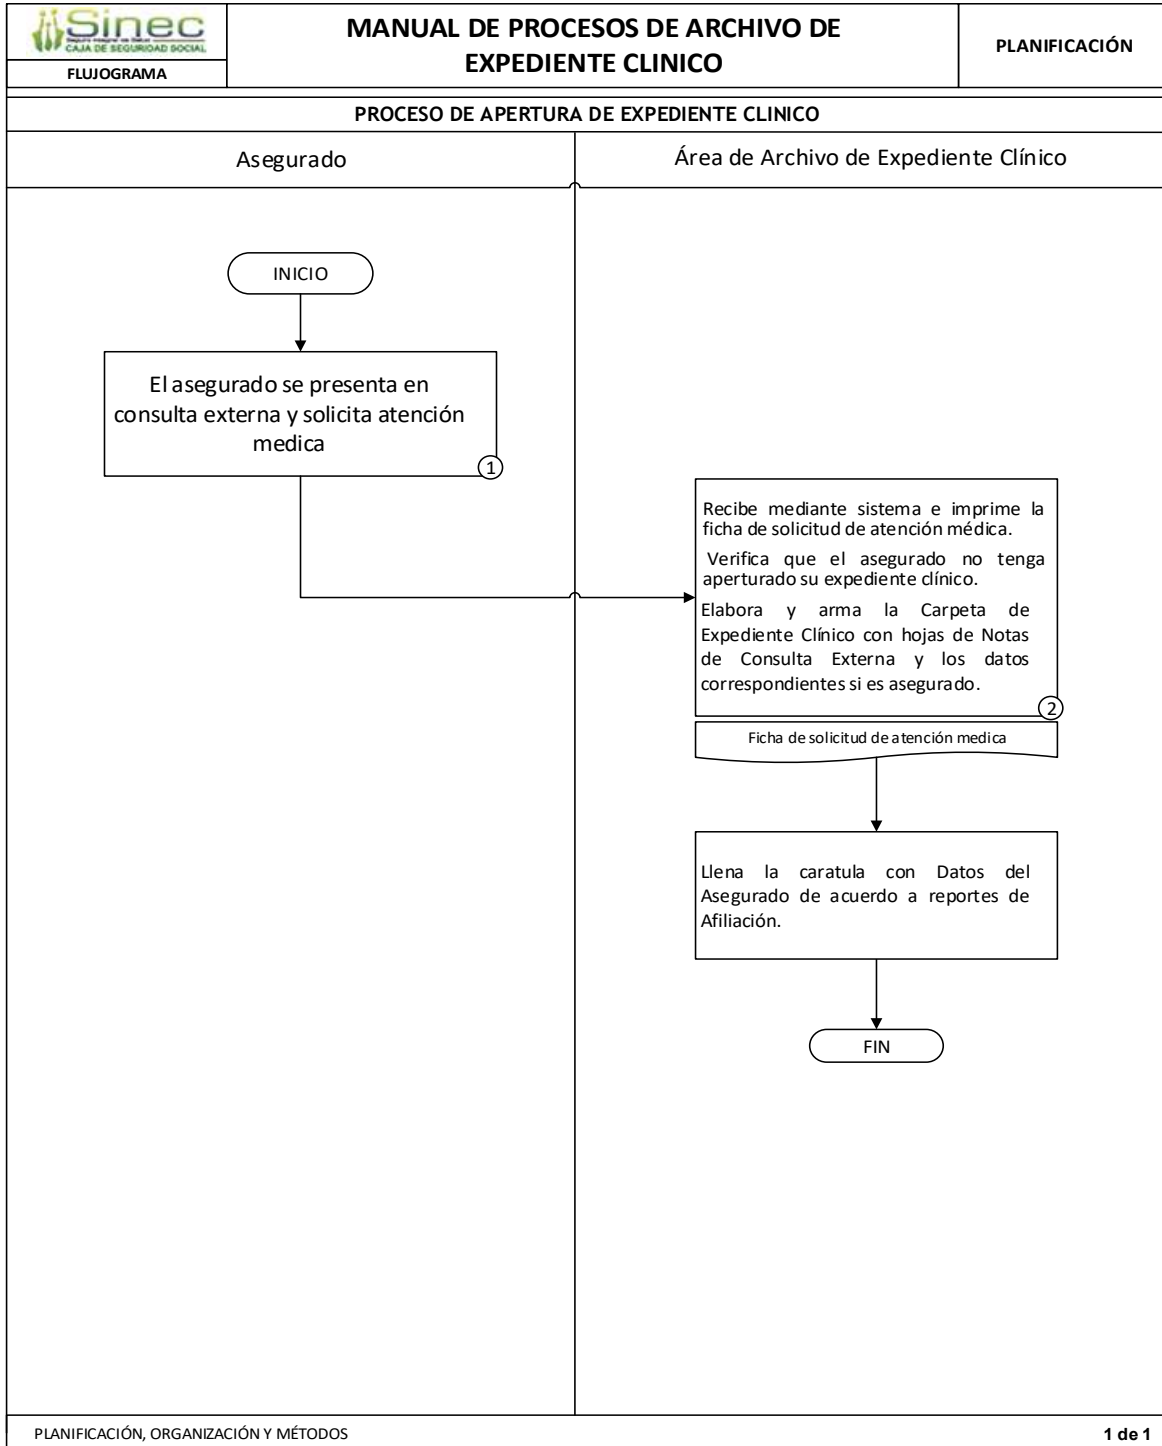 Sinec
CAJA DE SEGURIDAD SOCIAL
FLUJOGRAMA
MANUAL DE PROCESOS DE ARCHIVO DE
EXPEDIENTE CLINICO
PLANIFICACIÓN
PROCESO DE APERTURA DE EXPEDIENTE CLINICO
Asegurado
Área de Archivo de Expediente Clínico
INICIO
El asegurado se presenta en
consulta externa y solicita atención
medica
1
Recibe mediante sistema e imprime la
ficha de solicitud de atención médica.
Verifica que el asegurado no tenga
aperturado su expediente clínico.
Elabora y arma la Carpeta de
Expediente Clínico con hojas de Notas
de Consulta Externa y los datos
correspondientes si es asegurado.
2
Ficha de solicitud de atención medica
Llena la caratula con Datos del
Asegurado de acuerdo a reportes de
Afiliación.
FIN
PLANIFICACIÓN, ORGANIZACIÓN Y MÉTODOS
1 de 1